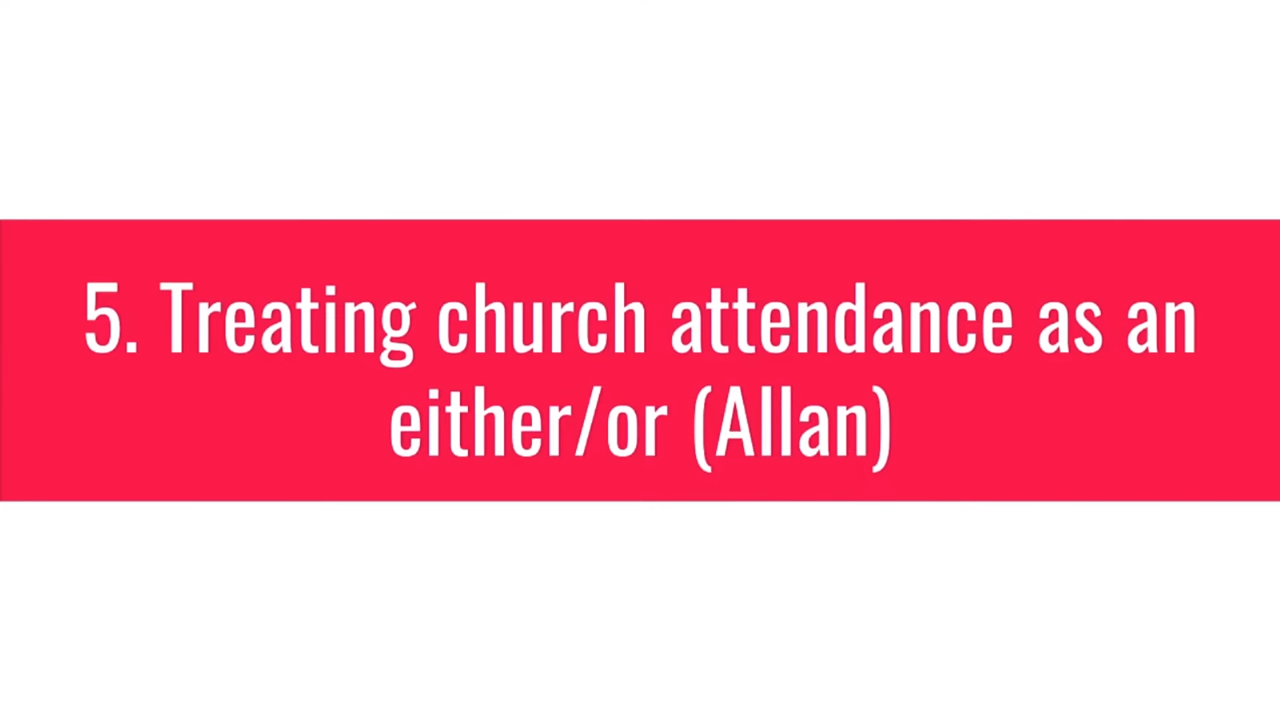 5. Treating church attendance as an
either/or (Allan)